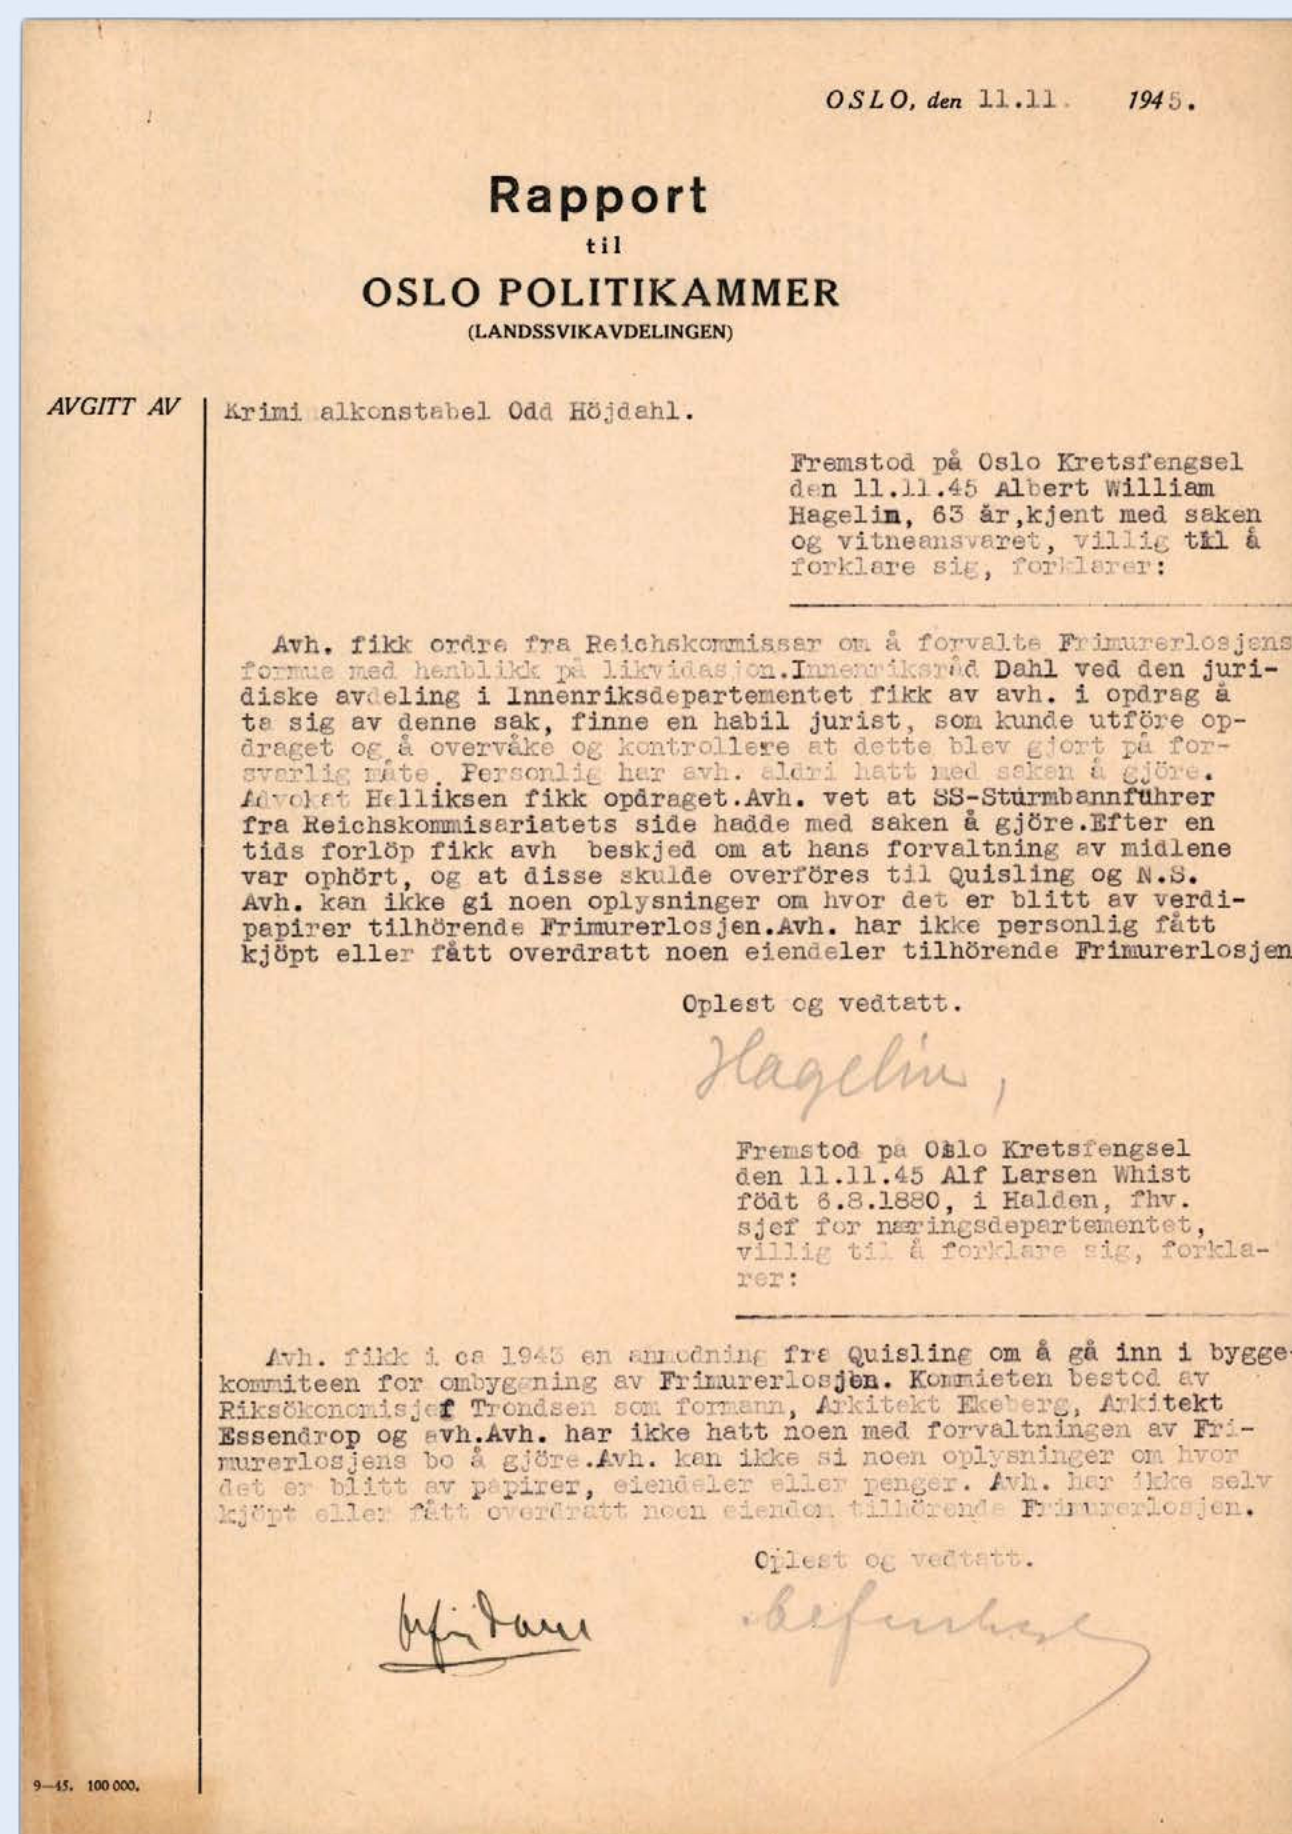 OSLO, den 11.11. 1945.
Rapport
til
OSLO POLITIKAMMER
(LANDSSVIKAVDELINGEN)
AVGITT AV Krimi alkonstabel Odd Höjdahl.
Fremstod på Oslo Kretsfengsel
den 11.11.45 Albert William
Hagelin, 63 år,kjent med saken
og vitneansvaret, villig til å
forklare sig, forklarer:
Avh. fikk ordre fra Reichskommissar om å forvalte Frimurerlosjens
formue med henblikk på likvidasjon.Innenriksråd Dahl ved den juri-
diske avdeling i Innenriksdepartementet fikk av avh. i opdrag å
ta sig av denne sak, finne en habil jurist, som kunde utföre op-
draget og å overvåke og kontrollere at dette blev gjort på for-
svarlig måte. Personlig har avh. aldri hatt med saken å gjöre.
Advokat Helliksen fikk opdraget.Avh. vet at SS-Sturmbannführer
fra Reichskommisariatets side hadde med saken å gjöre.Efter en
tids forlöp fikk avh beskjed om at hans forvaltning av midlene
var ophört, og at disse skulde overföres til Quisling og N.S.
Avh. kan ikke gi noen oplysninger om hvor det er blitt av verdi-
papirer tilhörende Frimurerlosjen.Avh. har ikke personlig fått
kjöpt eller fått overdratt noen eiendeler tilhörende Frimurerlosjen
Oplest og vedtatt.
Hagelin,
Fremstod på Oslo Kretsfengsel
den 11.11.45 Alf Larsen Whist
födt 6.8.1880, i Halden, fhv.
sjef for næringsdepartementet,
villig til å forklare sig, forkla-
rer:
Avh. fikk i ca 1943 en anmodning fra Quisling om å gå inn i bygge-
kommiteen for ombygning av Frimurerlosjen. Kommieten bestod av
Riksökonomisjef Trondsen som formann, Arkitekt Ekeberg, Arkitekt
Essendrop og avh.Avh. har ikke hatt noen med forvaltningen av Fri-
murerlosjens bo å gjöre.Avh. kan ikke si noen oplysninger om hvor
det er blitt av papirer, eiendeler eller penger. Avh. har ikke selv
kjöpt eller fått overdratt noen eiendom tilhörende Frimurerlosjen.
Oplest og vedtatt.
9—45. 100 000.